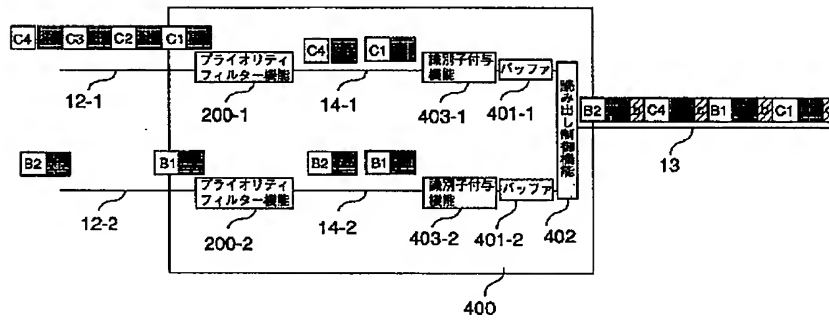 C4 C3 C2 C1
C4 C1
プライオリティ
フィルター機能
識別子付与
機能
バッファ
読み出し制御機能
12-1
200-1
14-1
403-1
401-1
B2 C4 B1 C1
13
B2 B1
B2 B1
プライオリティ
フィルター機能
識別子付与
機能
バッファ
12-2
200-2
14-2
403-2
401-2
402
400